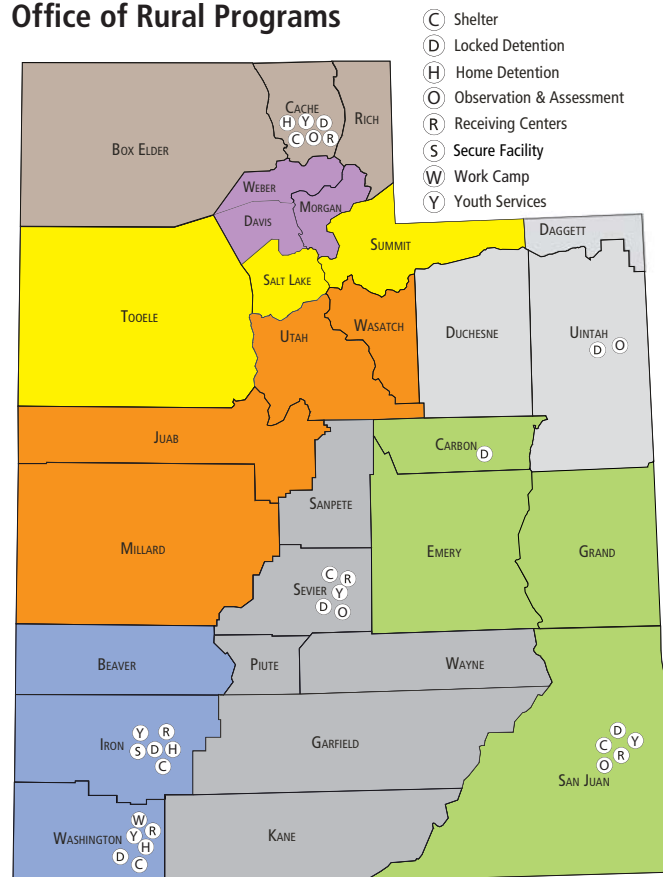 Office of Rural Programs
C Shelter
D Locked Detention
H Home Detention
O Observation & Assessment
R Receiving Centers
S Secure Facility
W Work Camp
Y Youth Services
CACHE
H Y D
C O R
RICH
BOX ELDER
WEBER
MORGAN
DAVIS
SUMMIT
DAGGETT
SALT LAKE
TOOELE
UTAH
WASATCH
DUCHESNE
UINTAH
D O
JUAB
CARBON
D
SANPETE
MILLARD
EMERY
GRAND
SEVIER
C R
Y
D O
BEAVER
PIUTE
WAYNE
IRON
Y R
S D H
C
GARFIELD
SAN JUAN
D
C Y
R
O
WASHINGTON
W
Y R
H
D C
KANE